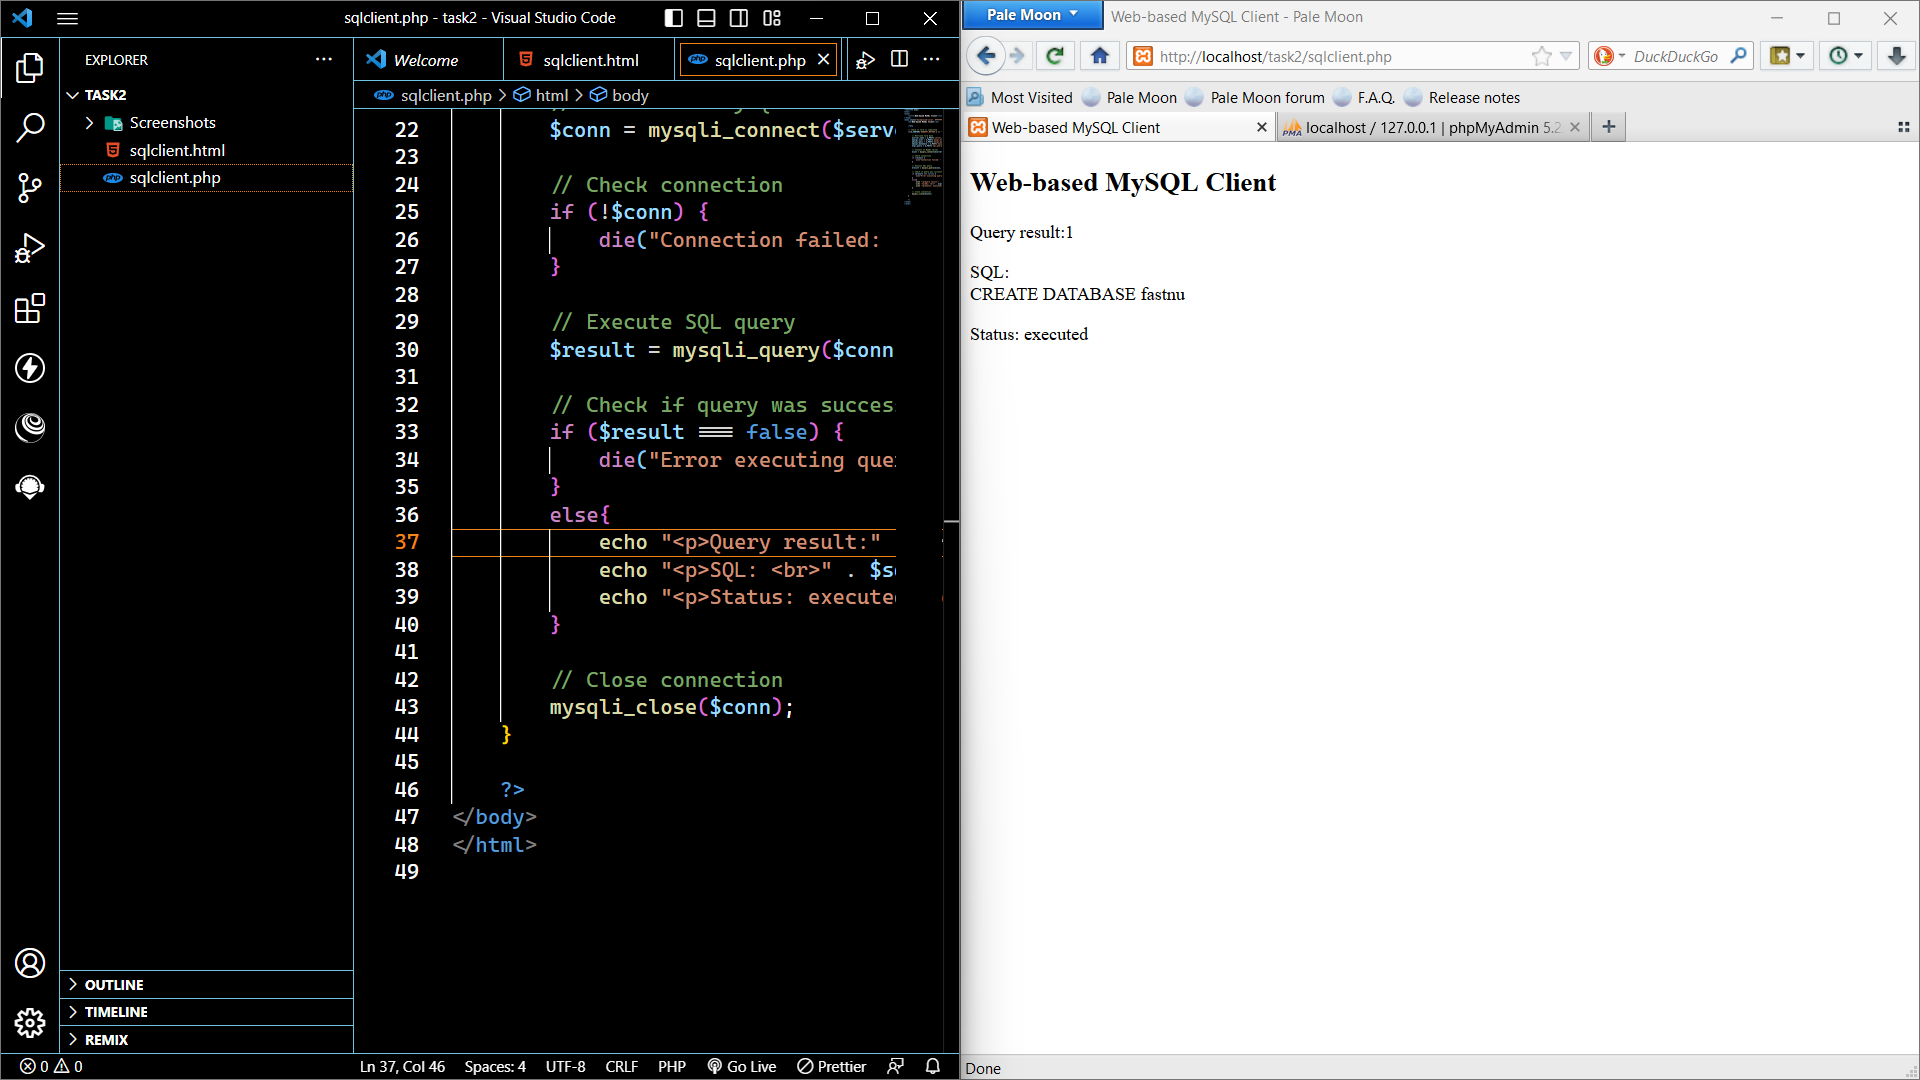 sqlclient.php - task2 - Visual Studio Code
EXPLORER
TASK2
Screenshots
sqlclient.html
sqlclient.php
OUTLINE
TIMELINE
REMIX
Welcome
sqlclient.html
sqlclient.php
sqlclient.php > html > body
22 $conn = mysqli_connect($serv
23
24 // Check connection
25 if (!$conn) {
26 die("Connection failed:
27 }
28
29 // Execute SQL query
30 $result = mysqli_query($conn
31
32 // Check if query was succes
33 if ($result === false) {
34 die("Error executing que
35 }
36 else{
37 echo "<p>Query result:"
38 echo "<p>SQL: <br>" . $s
39 echo "<p>Status: execute
40 }
41
42 // Close connection
43 mysqli_close($conn);
44 }
45
46 ?>
47 </body>
48 </html>
49
0 0 Ln 37, Col 46 Spaces: 4 UTF-8 CRLF PHP Go Live Prettier
Pale Moon
Web-based MySQL Client - Pale Moon
http://localhost/task2/sqlclient.php
DuckDuckGo
Most Visited Pale Moon Pale Moon forum F.A.Q. Release notes
Web-based MySQL Client
PMA localhost / 127.0.0.1 | phpMyAdmin 5.2
Web-based MySQL Client
Query result:1
SQL:
CREATE DATABASE fastnu
Status: executed
Done